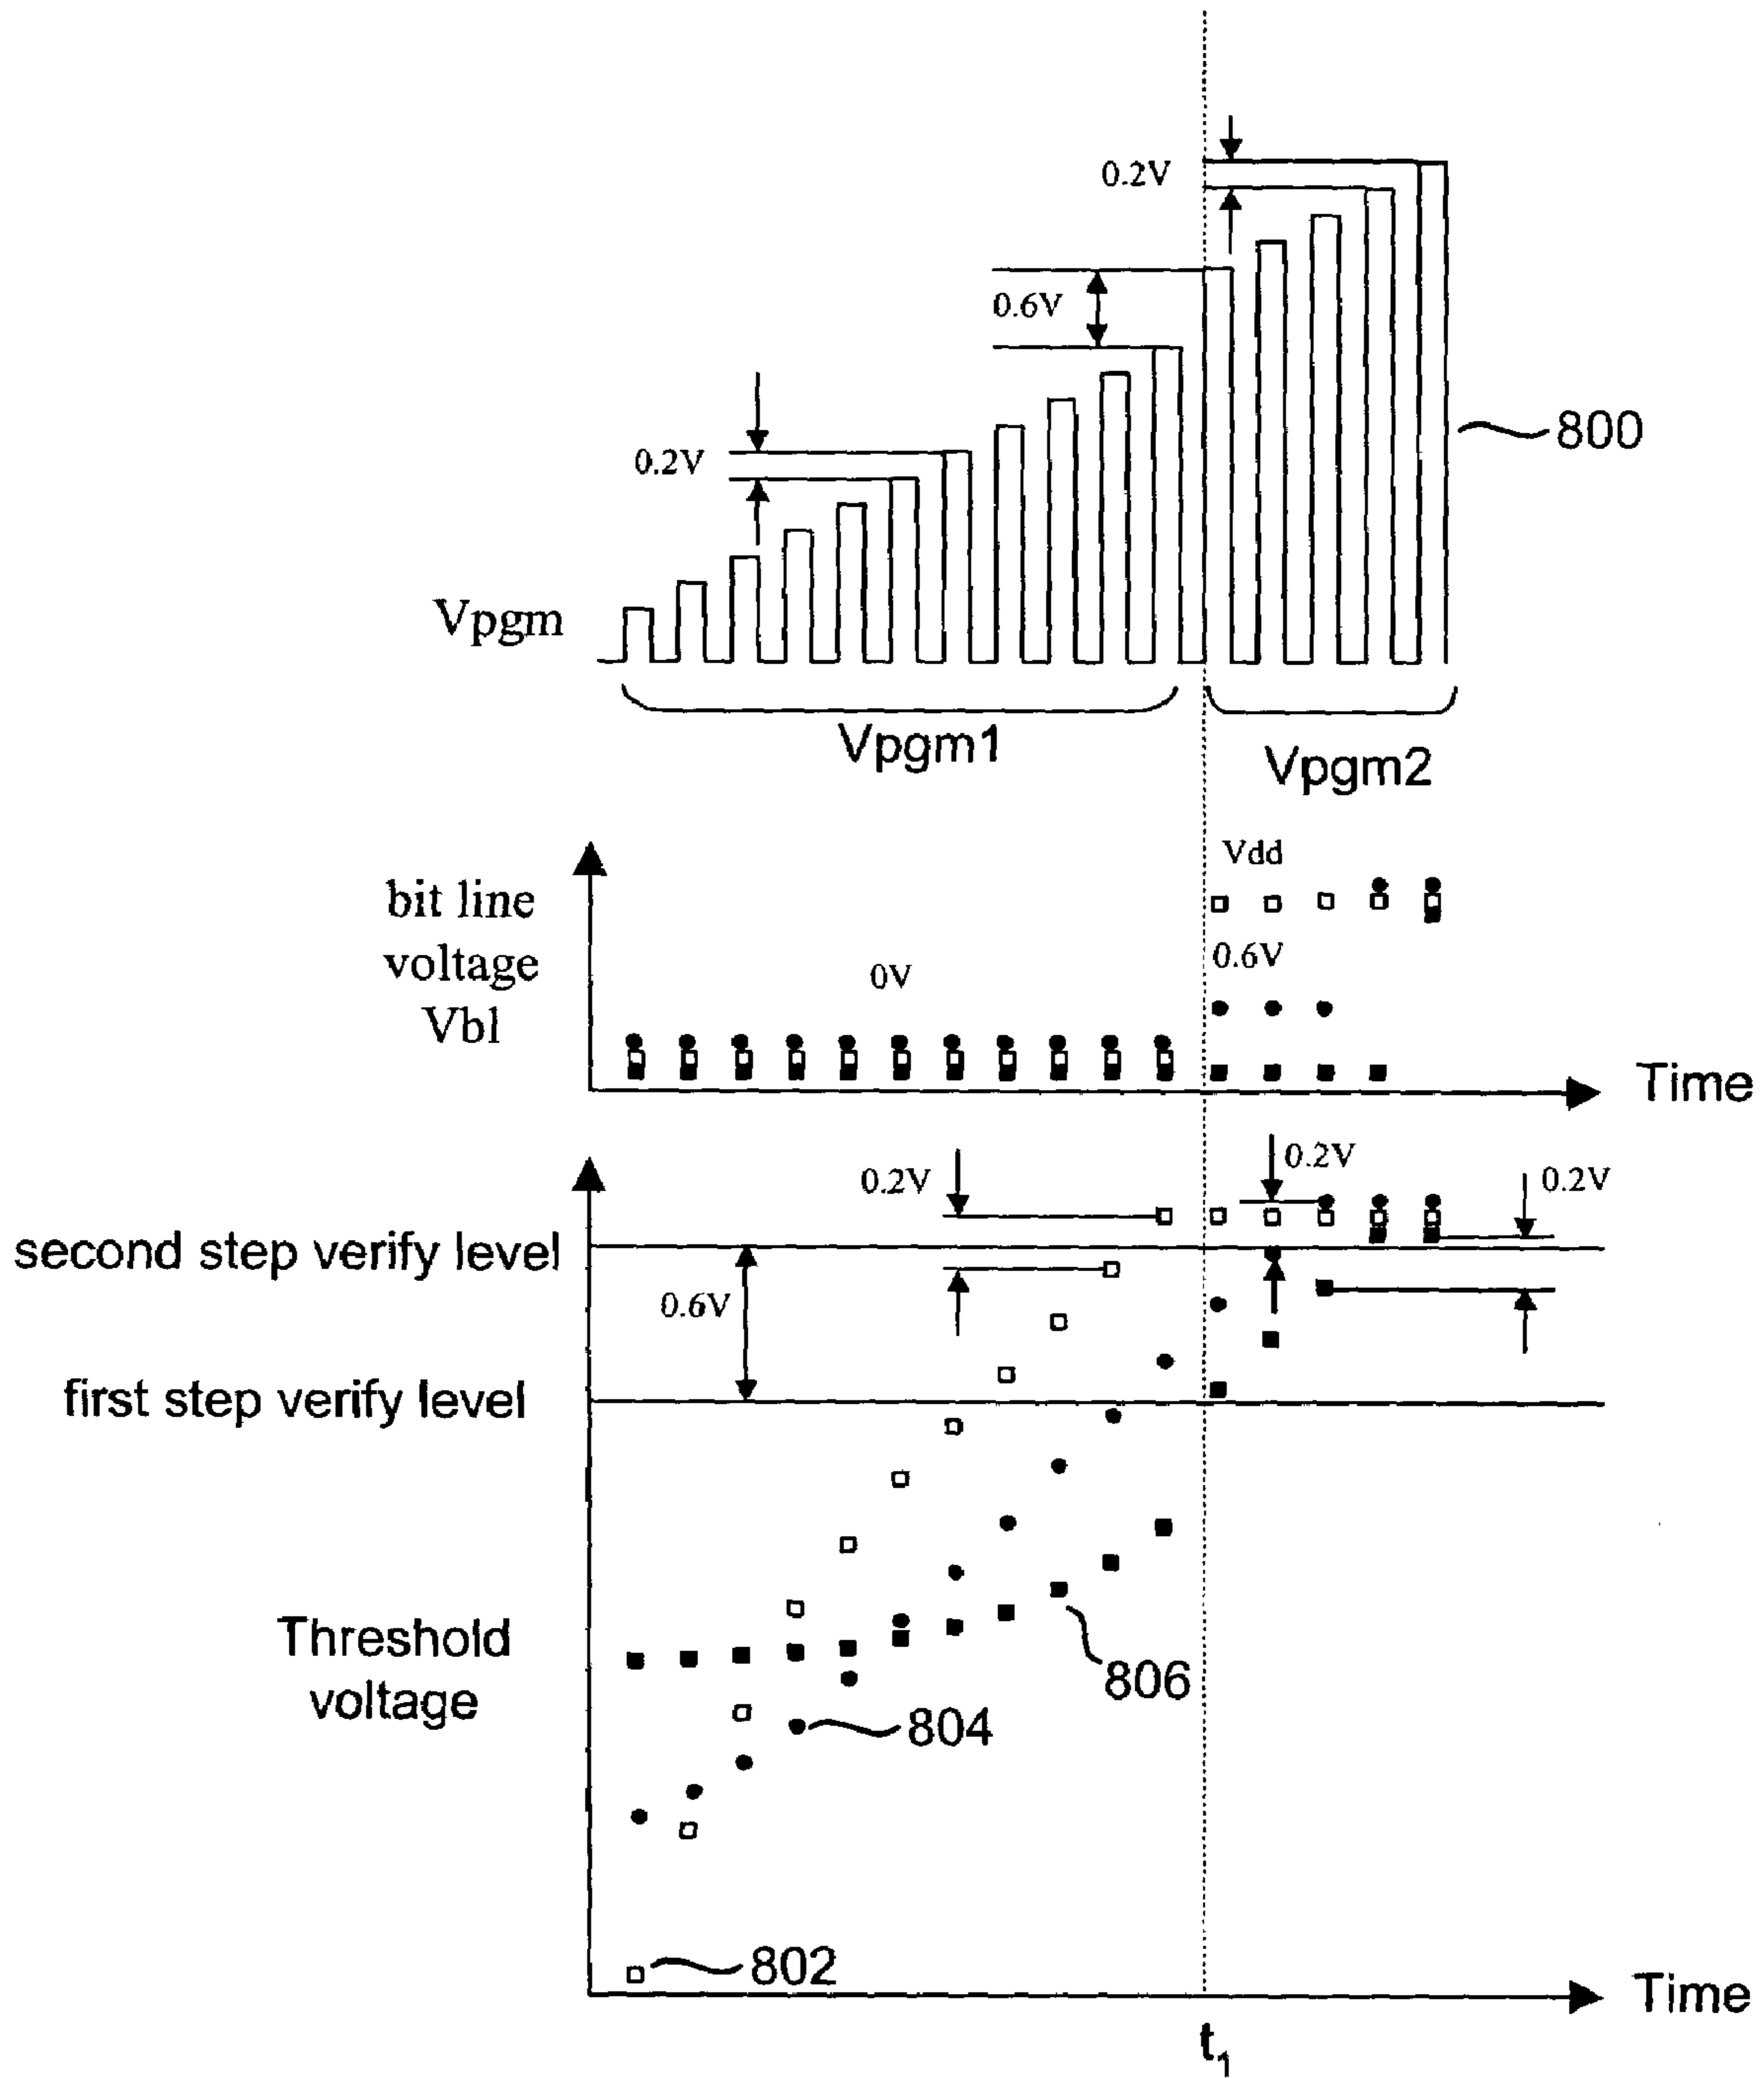 0.2V
0.6V
800
0.2V
Vpgm
Vpgm1
Vpgm2
Vdd
bit line
voltage
Vbl
0V
0.6V
Time
0.2V
0.2V
0.2V
second step verify level
0.6V
first step verify level
Threshold
voltage
806
804
802
Time
t1